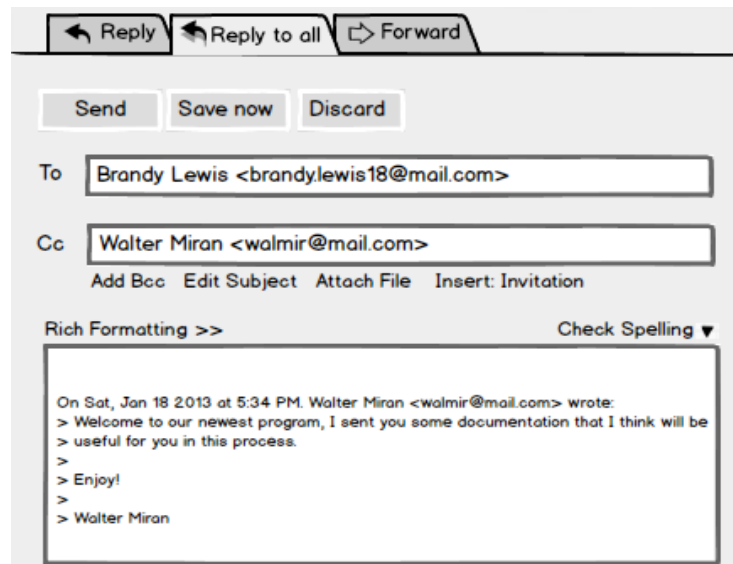 Reply Reply to all Forward
Send Save now Discard
To Brandy Lewis <brandy.lewis18@mail.com>
Cc Walter Miran <walmir@mail.com>
Add Bcc Edit Subject Attach File Insert: Invitation
Rich Formatting >> Check Spelling ▼
On Sat, Jan 18 2013 at 5:34 PM. Walter Miran <walmir@mail.com> wrote:
> Welcome to our newest program, I sent you some documentation that I think will be
> useful for you in this process.
>
> Enjoy!
>
> Walter Miran